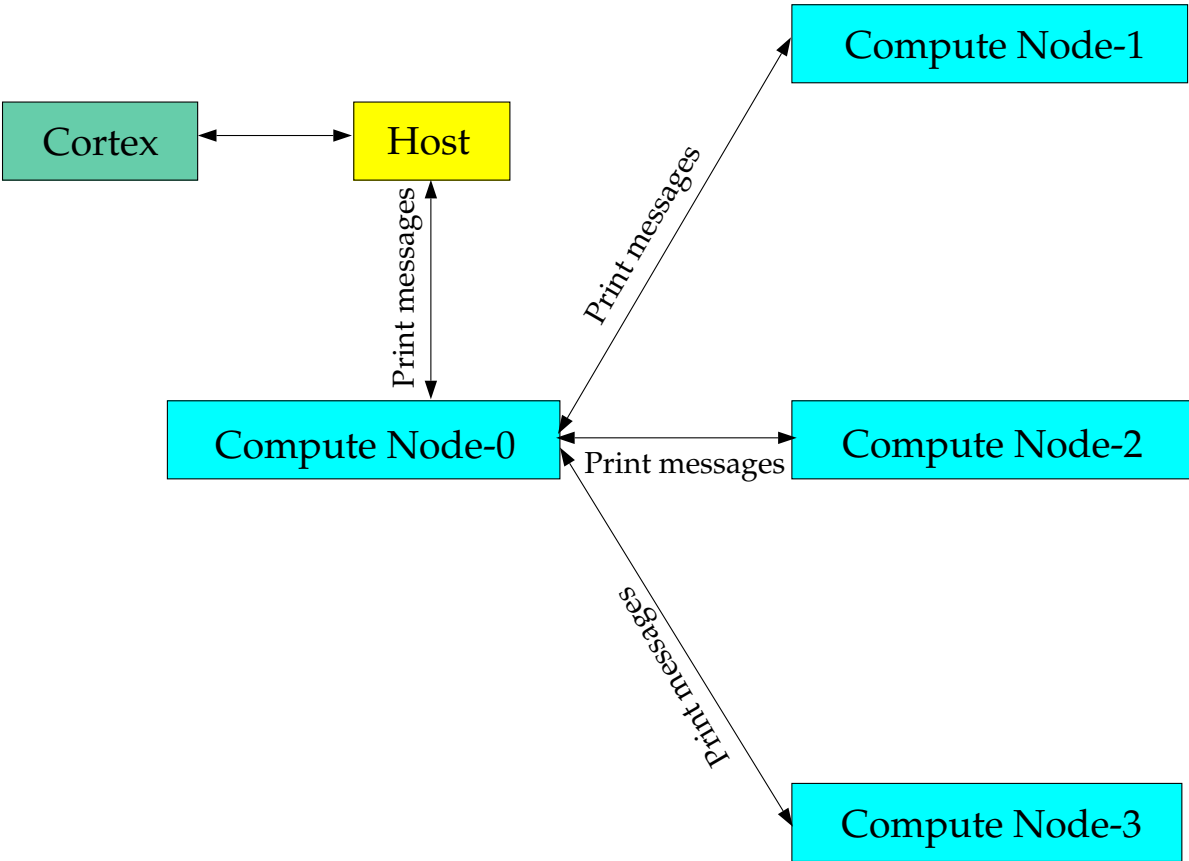 Compute Node-1
Cortex
Host
Print messages
Print messages
Compute Node-0
Print messages
Compute Node-2
Print messages
Compute Node-3